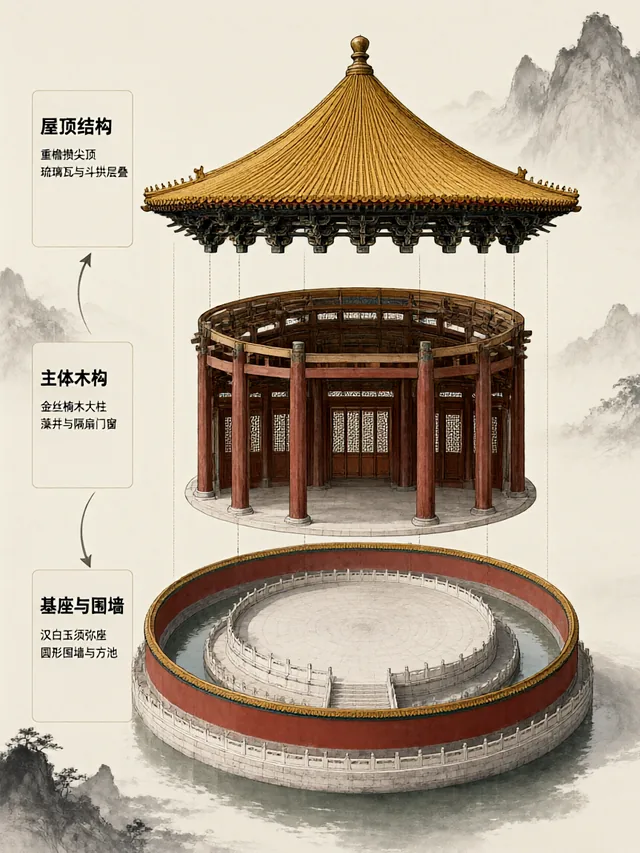 屋顶结构
重檐攒尖顶
琉璃瓦与斗拱层叠
主体木构
金丝楠木大柱
藻井与隔扇门窗
基座与围墙
汉白玉须弥座
圆形围墙与方池